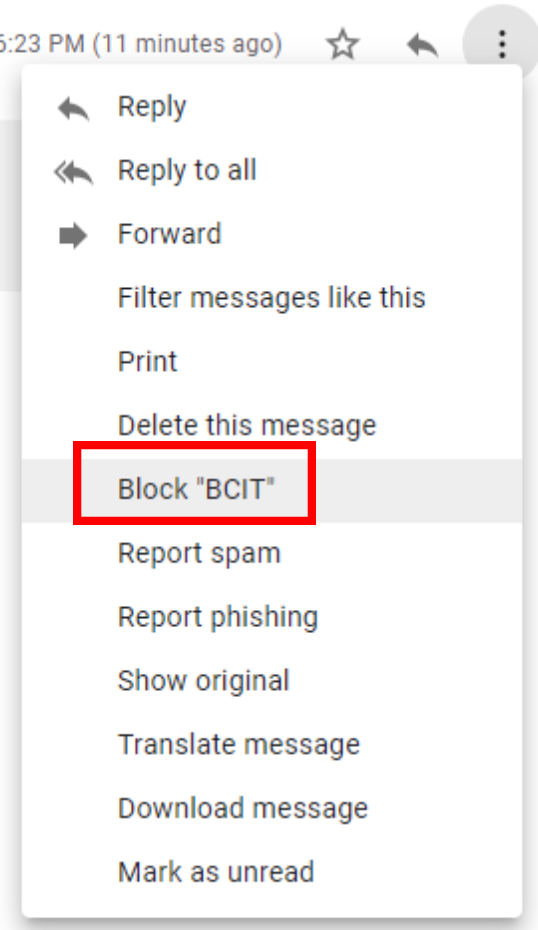 6:23 PM (11 minutes ago)
Reply
Reply to all
Forward
Filter messages like this
Print
Delete this message
Block "BCIT"
Report spam
Report phishing
Show original
Translate message
Download message
Mark as unread